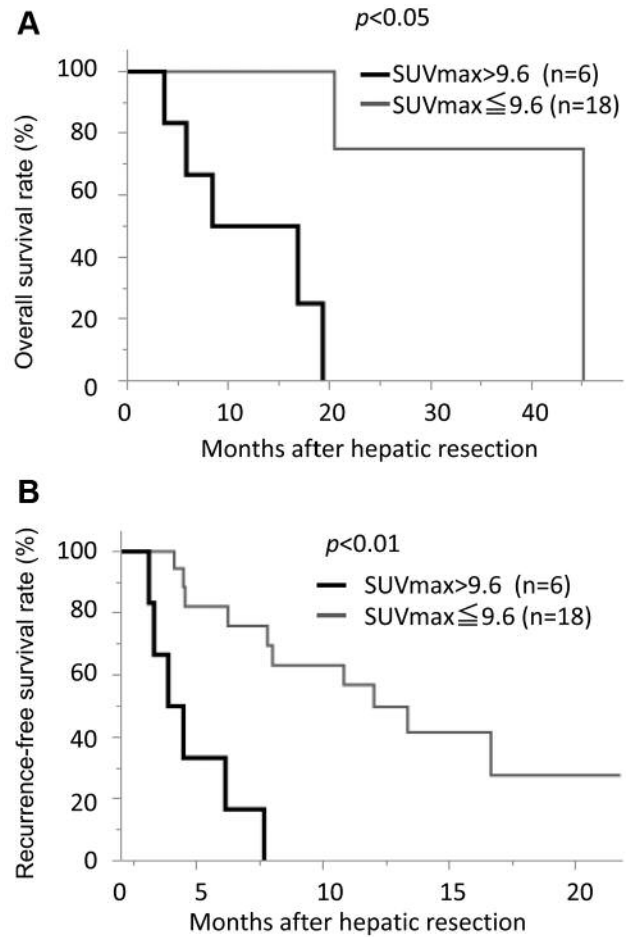 A
p<0.05
SUVmax>9.6 (n=6)
SUVmax≦9.6 (n=18)
Overall survival rate (%)
100
80
60
40
20
0
0 10 20 30 40
Months after hepatic resection
B
p<0.01
SUVmax>9.6 (n=6)
SUVmax≦9.6 (n=18)
Recurrence-free survival rate (%)
100
80
60
40
20
0
0 5 10 15 20
Months after hepatic resection